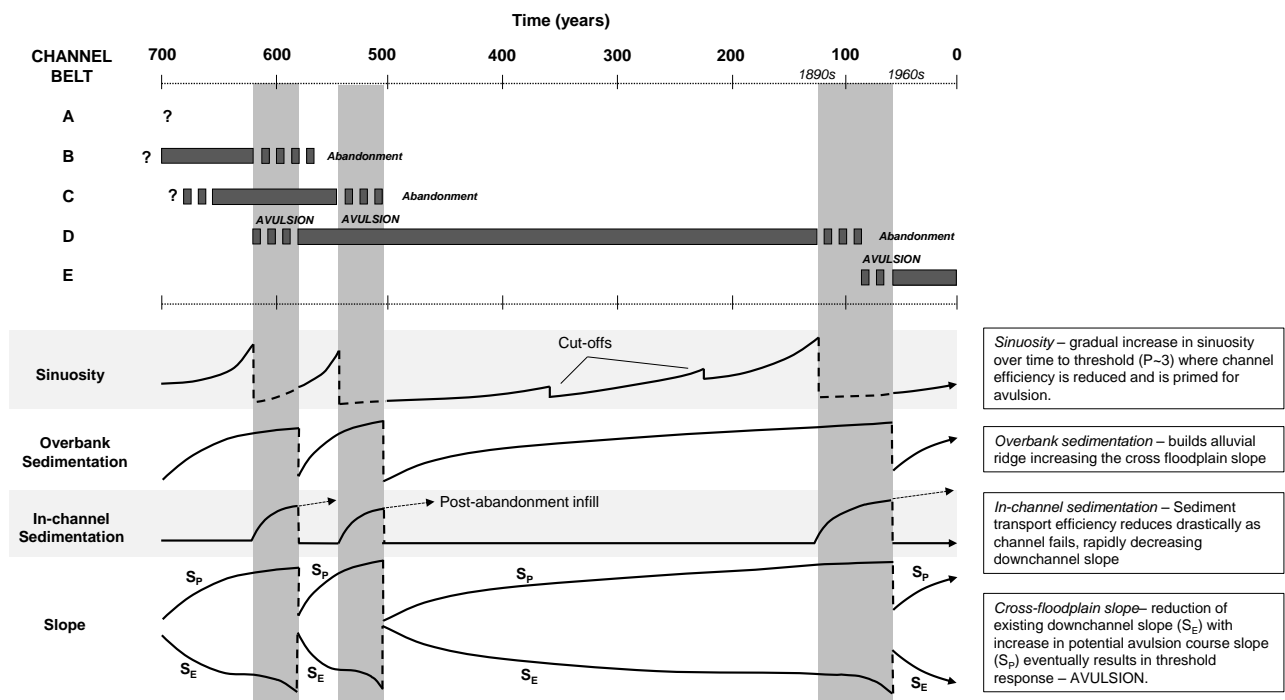 Time (years)
CHANNEL
BELT
700 600 500 400 300 200 100 0
1890s 1960s
A ?
B ? Abandonment
C ? Abandonment
AVULSION AVULSION
D Abandonment
AVULSION
E
Cut-offs
Sinuosity
Overbank
Sedimentation
In-channel
Sedimentation
Post-abandonment infill
SP SP SP SP
Slope
SE SE SE SE
Sinuosity – gradual increase in sinuosity
over time to threshold (P~3) where channel
efficiency is reduced and is primed for
avulsion.
Overbank sedimentation – builds alluvial
ridge increasing the cross floodplain slope
In-channel sedimentation – Sediment
transport efficiency reduces drastically as
channel fails, rapidly decreasing
downchannel slope
Cross-floodplain slope– reduction of
existing downchannel slope (SE) with
increase in potential avulsion course slope
(SP) eventually results in threshold
response – AVULSION.